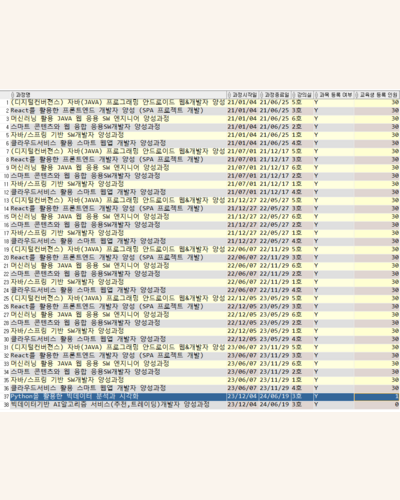 과정명 과정시작일 과정종료일 강의실 과목 등록 여부 교육생 등록 인원
1 (디지털컨버젼스) 자바(JAVA) 프로그래밍 안드로이드 웹&개발자 양성 21/01/04 21/06/25 5호 Y 30
2 React를 활용한 프론트엔드 개발자 양성 (SPA 프로젝트 개발) 21/01/04 21/06/25 3호 Y 30
3 머신러닝 활용 JAVA 웹 응용 SW 엔지니어 양성과정 21/01/04 21/06/25 6호 Y 30
4 스마트 콘텐츠와 웹 융합 응용SW개발자 양성과정 21/01/04 21/06/25 2호 Y 30
5 자바/스프링 기반 SW개발자 양성과정 21/01/04 21/06/25 1호 Y 30
6 클라우드서비스 활용 스마트 웹앱 개발자 양성과정 21/01/04 21/06/25 4호 Y 30
7 (디지털컨버젼스) 자바(JAVA) 프로그래밍 안드로이드 웹&개발자 양성 21/07/01 21/12/17 5호 Y 30
8 React를 활용한 프론트엔드 개발자 양성 (SPA 프로젝트 개발) 21/07/01 21/12/17 3호 Y 30
9 머신러닝 활용 JAVA 웹 응용 SW 엔지니어 양성과정 21/07/01 21/12/17 6호 Y 30
10 스마트 콘텐츠와 웹 융합 응용SW개발자 양성과정 21/07/01 21/12/17 2호 Y 30
11 자바/스프링 기반 SW개발자 양성과정 21/07/01 21/12/17 1호 Y 30
12 클라우드서비스 활용 스마트 웹앱 개발자 양성과정 21/07/01 21/12/17 4호 Y 30
13 (디지털컨버젼스) 자바(JAVA) 프로그래밍 안드로이드 웹&개발자 양성 21/12/27 22/05/27 5호 Y 30
14 React를 활용한 프론트엔드 개발자 양성 (SPA 프로젝트 개발) 21/12/27 22/05/27 3호 Y 30
15 머신러닝 활용 JAVA 웹 응용 SW 엔지니어 양성과정 21/12/27 22/05/27 6호 Y 30
16 스마트 콘텐츠와 웹 융합 응용SW개발자 양성과정 21/12/27 22/05/27 2호 Y 30
17 자바/스프링 기반 SW개발자 양성과정 21/12/27 22/05/27 1호 Y 30
18 클라우드서비스 활용 스마트 웹앱 개발자 양성과정 21/12/27 22/05/27 4호 Y 30
19 (디지털컨버젼스) 자바(JAVA) 프로그래밍 안드로이드 웹&개발자 양성 22/06/07 22/11/29 5호 Y 30
20 React를 활용한 프론트엔드 개발자 양성 (SPA 프로젝트 개발) 22/06/07 22/11/29 3호 Y 30
21 머신러닝 활용 JAVA 웹 응용 SW 엔지니어 양성과정 22/06/07 22/11/29 6호 Y 30
22 스마트 콘텐츠와 웹 융합 응용SW개발자 양성과정 22/06/07 22/11/29 2호 Y 30
23 자바/스프링 기반 SW개발자 양성과정 22/06/07 22/11/29 1호 Y 30
24 클라우드서비스 활용 스마트 웹앱 개발자 양성과정 22/06/07 22/11/29 4호 Y 30
25 (디지털컨버젼스) 자바(JAVA) 프로그래밍 안드로이드 웹&개발자 양성 22/12/05 23/05/29 5호 Y 30
26 React를 활용한 프론트엔드 개발자 양성 (SPA 프로젝트 개발) 22/12/05 23/05/29 3호 Y 30
27 머신러닝 활용 JAVA 웹 응용 SW 엔지니어 양성과정 22/12/05 23/05/29 6호 Y 30
28 스마트 콘텐츠와 웹 융합 응용SW개발자 양성과정 22/12/05 23/05/29 2호 Y 30
29 자바/스프링 기반 SW개발자 양성과정 22/12/05 23/05/29 1호 Y 30
30 클라우드서비스 활용 스마트 웹앱 개발자 양성과정 22/12/05 23/05/29 4호 Y 30
31 (디지털컨버젼스) 자바(JAVA) 프로그래밍 안드로이드 웹&개발자 양성 23/06/07 23/11/29 5호 Y 30
32 React를 활용한 프론트엔드 개발자 양성 (SPA 프로젝트 개발) 23/06/07 23/11/29 3호 Y 30
33 머신러닝 활용 JAVA 웹 응용 SW 엔지니어 양성과정 23/06/07 23/11/29 6호 Y 30
34 스마트 콘텐츠와 웹 융합 응용SW개발자 양성과정 23/06/07 23/11/29 2호 Y 30
35 자바/스프링 기반 SW개발자 양성과정 23/06/07 23/11/29 1호 Y 30
36 클라우드서비스 활용 스마트 웹앱 개발자 양성과정 23/06/07 23/11/29 4호 Y 30
37 Python을 활용한 빅데이터 분석과 시각화 23/12/04 24/06/19 3호 Y 1
38 빅데이터기반 AI알고리즘 서비스(추천,트레이딩)개발자 양성과정 23/12/04 24/06/19 4호 Y 0